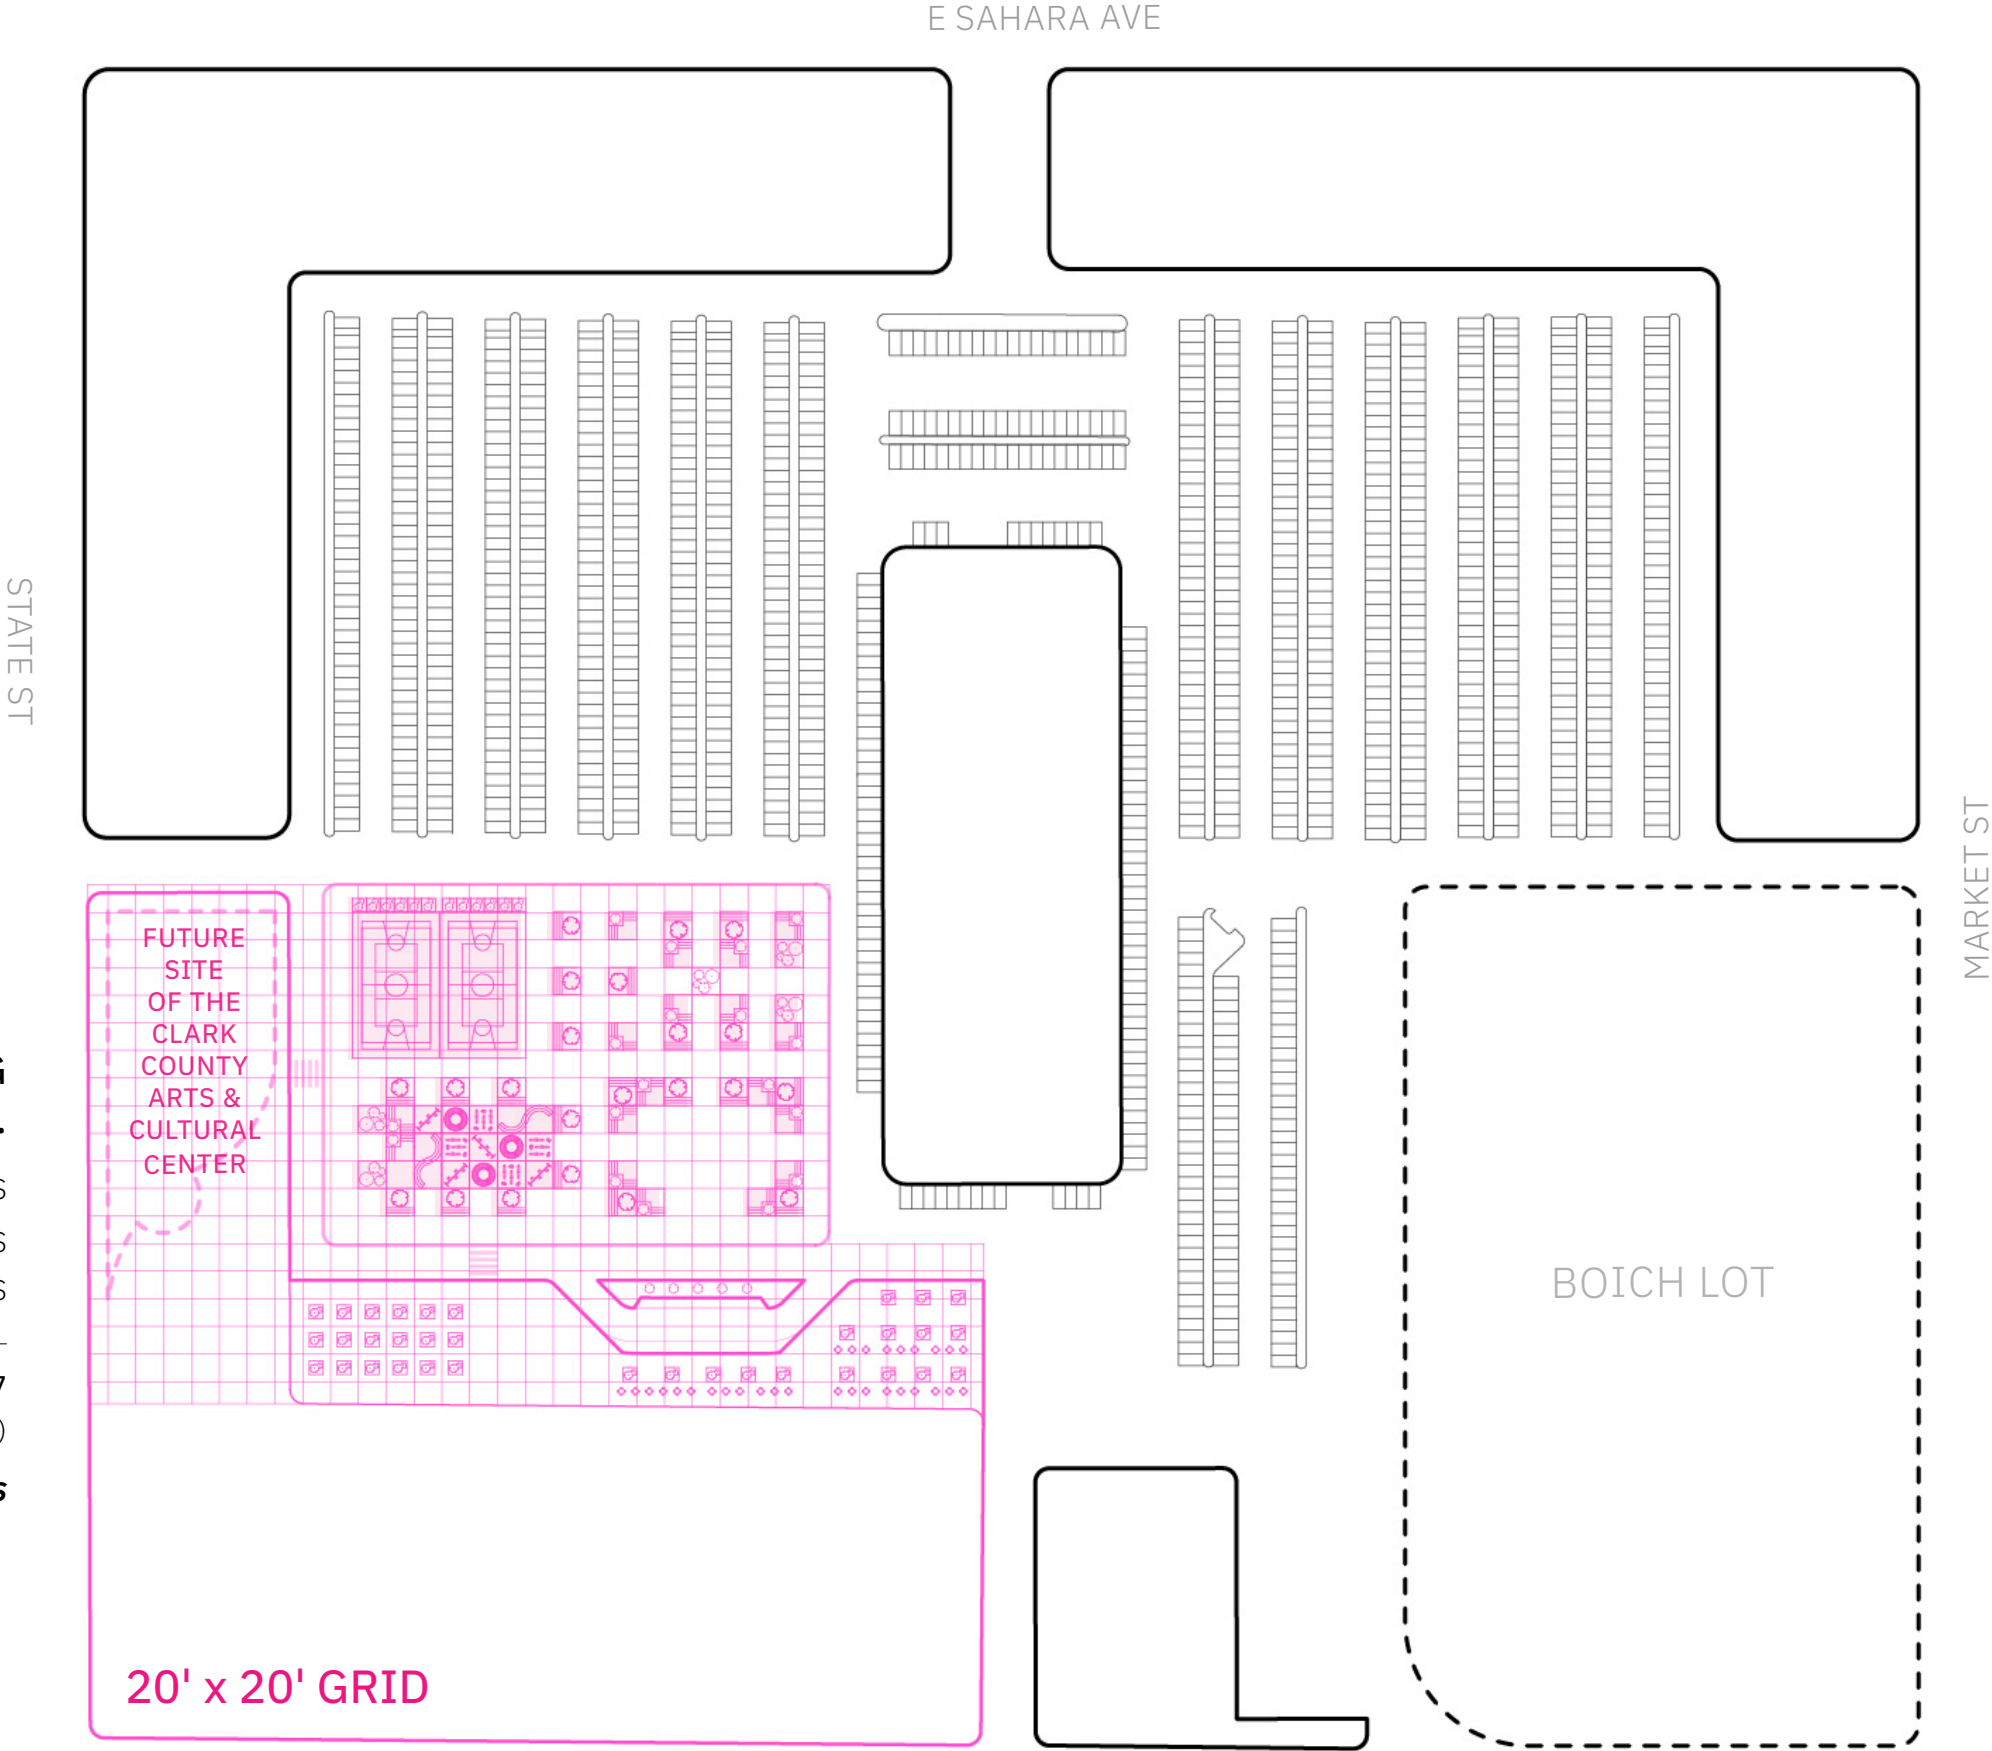 E SAHARA AVE
STATE ST
MARKET ST
FUTURE
SITE
OF THE
CLARK
COUNTY
ARTS &
CULTURAL
CENTER
BOICH LOT
20' x 20' GRID